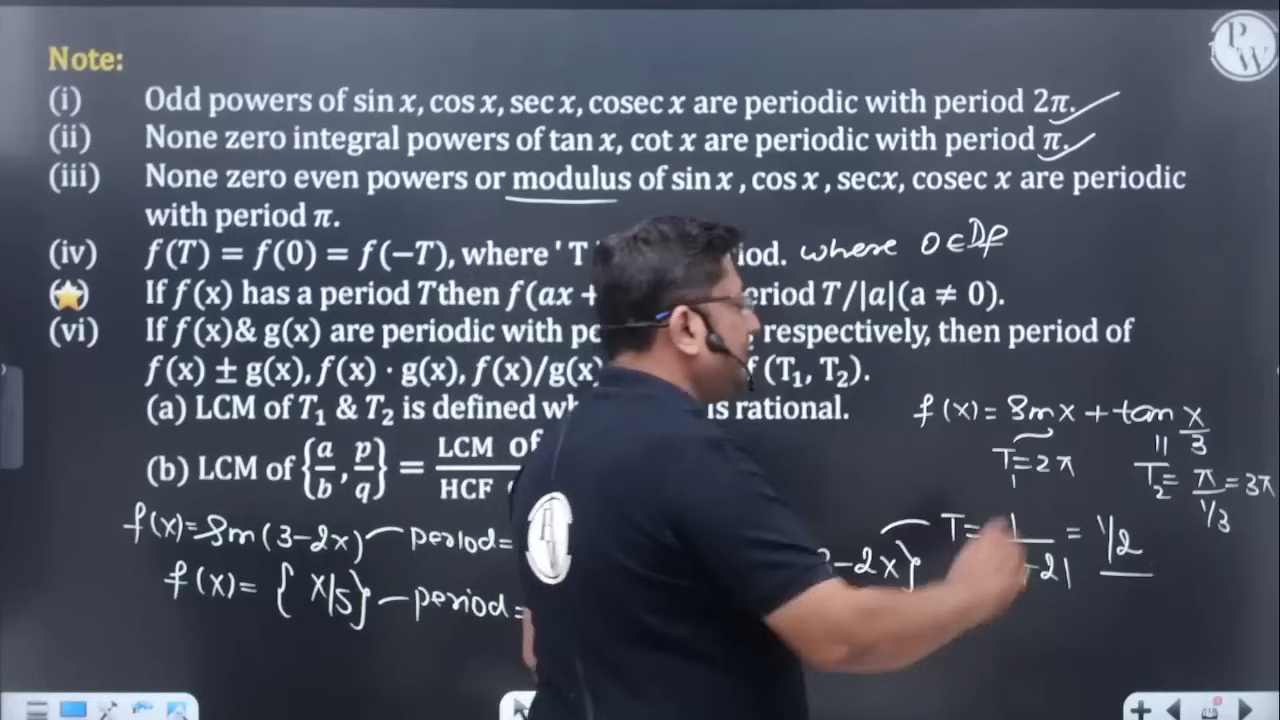 Note:
(i) Odd powers of sin x, cos x, sec x, cosec x are periodic with period 2π.
(ii) None zero integral powers of tan x, cot x are periodic with period π.
(iii) None zero even powers or modulus of sin x , cos x , secx, cosec x are periodic
with period π.
(iv) f(T) = f(0) = f(−T), where ' T iod. where 0 ∈ Df
If f(x) has a period T then f(ax + eriod T/|a|(a ≠ 0).
(vi) If f(x)& g(x) are periodic with respectively, then period of
f(x) ± g(x), f(x) · g(x), f(x)/g(x) (T₁, T₂).
(a) LCM of T₁ & T₂ is defined is rational.
f(x) = sin x + tan x/3
(b) LCM of {a/b, p/q} = LCM of / HCF
T₁ = 2π T₂ = π/1/3 = 3π
f(x) = sin(3−2x) — period =
−2x} T = 1/|−2| = 1/2
f(x) = {x/5} — period =
PW